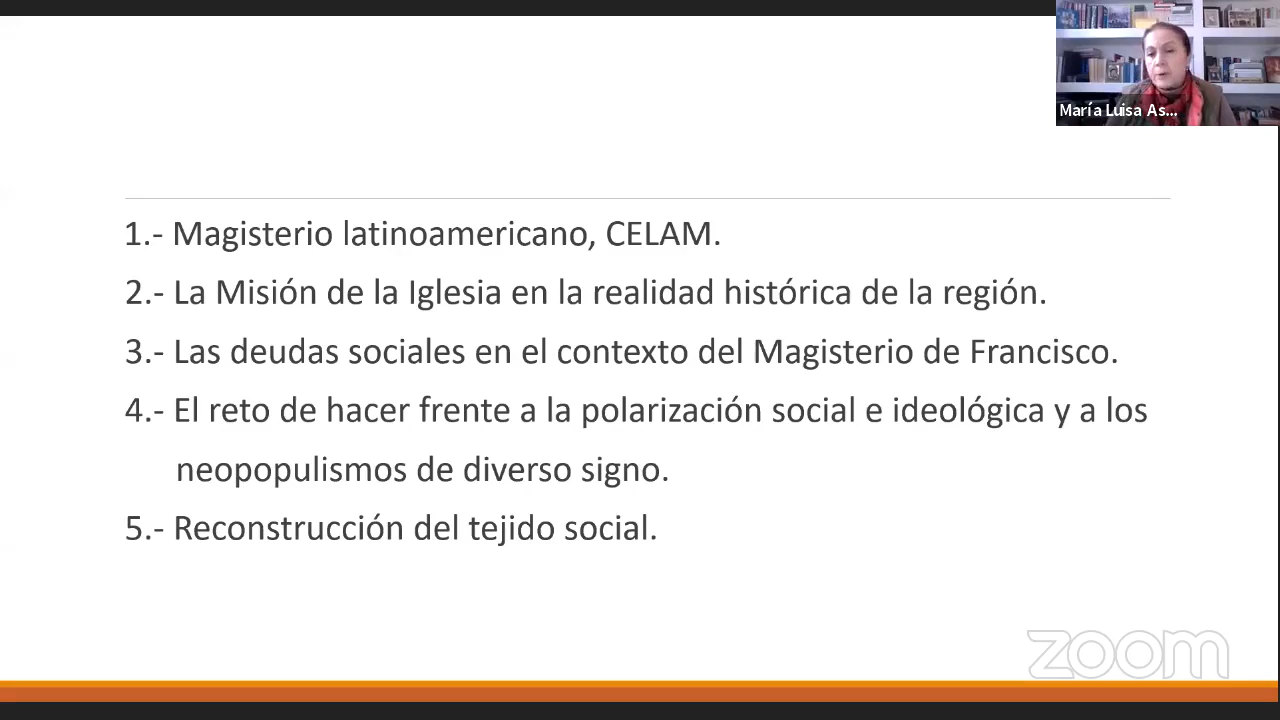 María Luisa As...
1.- Magisterio latinoamericano, CELAM.
2.- La Misión de la Iglesia en la realidad histórica de la región.
3.- Las deudas sociales en el contexto del Magisterio de Francisco.
4.- El reto de hacer frente a la polarización social e ideológica y a los
neopopulismos de diverso signo.
5.- Reconstrucción del tejido social.
zoom